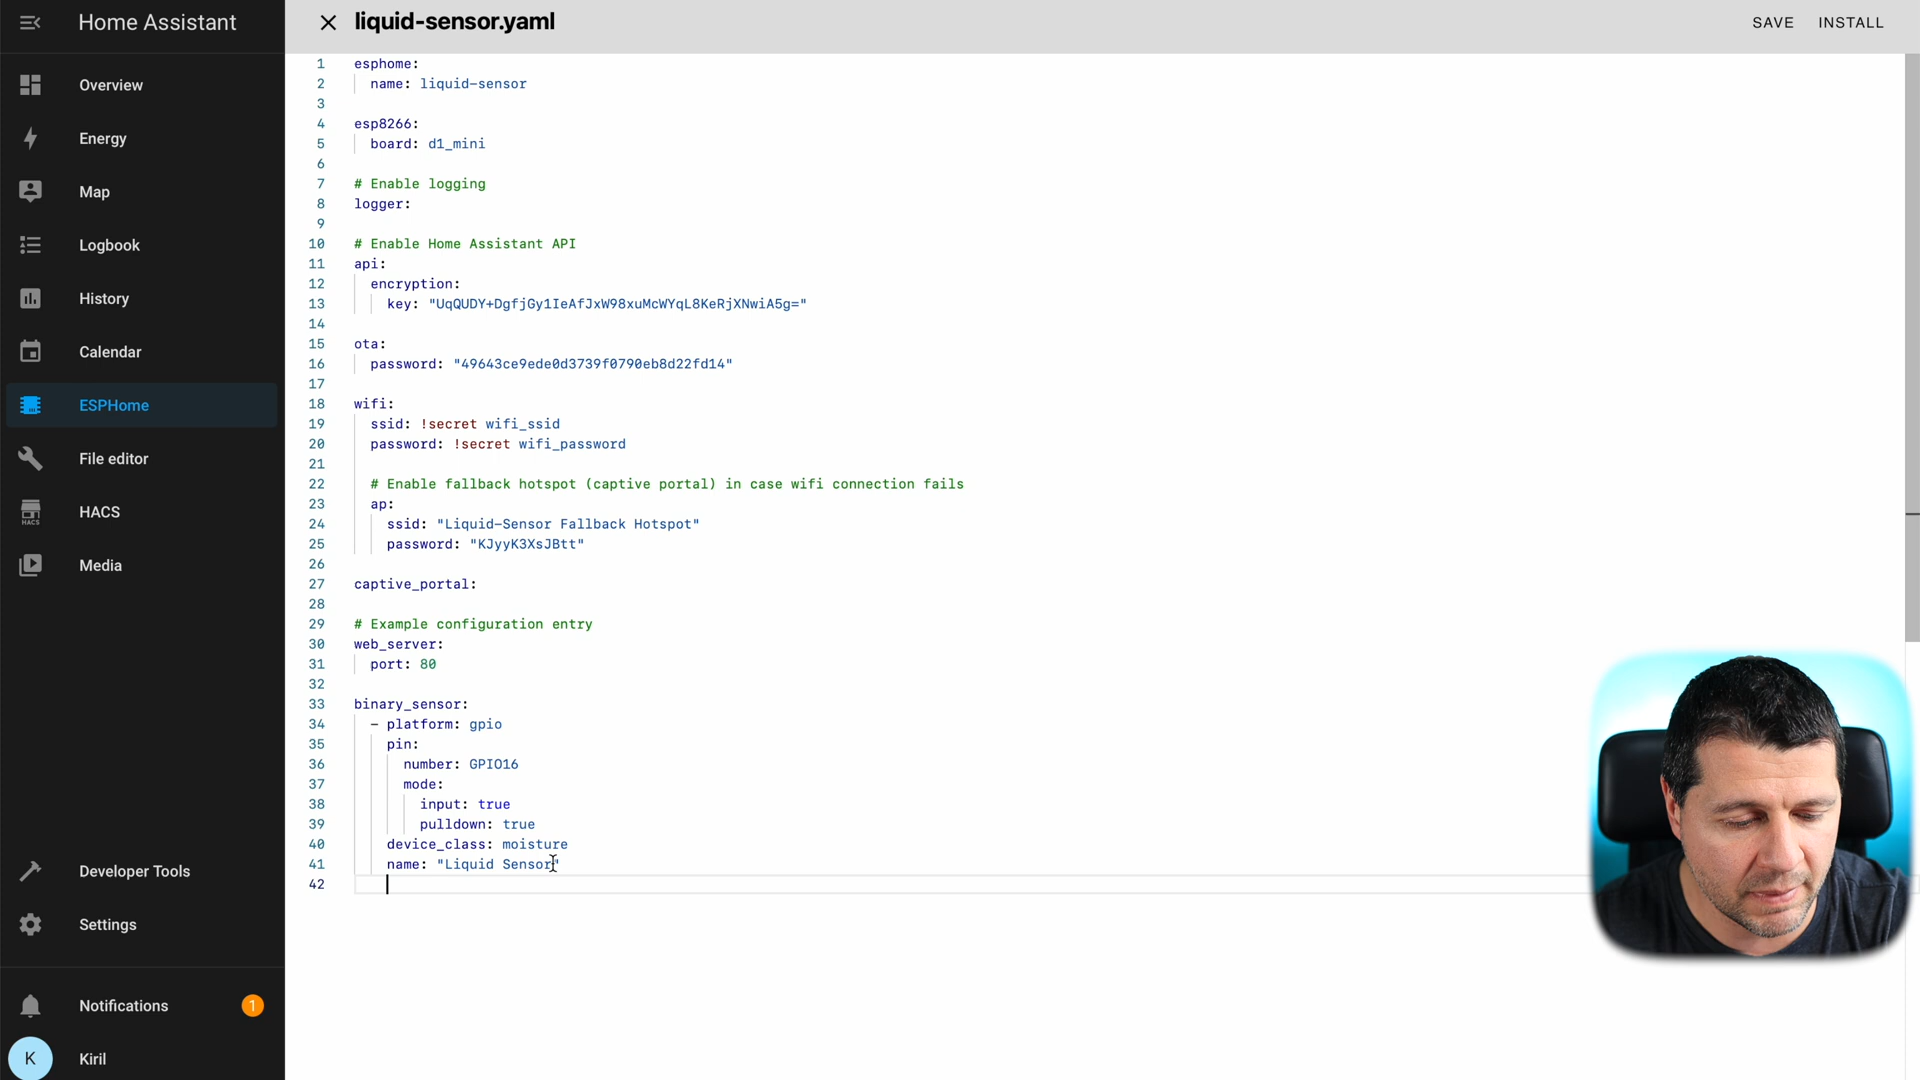 Home Assistant
Overview
Energy
Map
Logbook
History
Calendar
ESPHome
File editor
HACS
HACS
Media
Developer Tools
Settings
Notifications
1
K
Kiril
liquid-sensor.yaml
SAVE
INSTALL
1 esphome:
2 name: liquid-sensor
3
4 esp8266:
5 board: d1_mini
6
7 # Enable logging
8 logger:
9
10 # Enable Home Assistant API
11 api:
12 encryption:
13 key: "UqQUDY+DgfjGy1IeAfJxW98xuMcWYqL8KeRjXNwiA5g="
14
15 ota:
16 password: "49643ce9ede0d3739f0790eb8d22fd14"
17
18 wifi:
19 ssid: !secret wifi_ssid
20 password: !secret wifi_password
21
22 # Enable fallback hotspot (captive portal) in case wifi connection fails
23 ap:
24 ssid: "Liquid-Sensor Fallback Hotspot"
25 password: "KJyyK3XsJBtt"
26
27 captive_portal:
28
29 # Example configuration entry
30 web_server:
31 port: 80
32
33 binary_sensor:
34 - platform: gpio
35 pin:
36 number: GPIO16
37 mode:
38 input: true
39 pulldown: true
40 device_class: moisture
41 name: "Liquid Sensor"
42